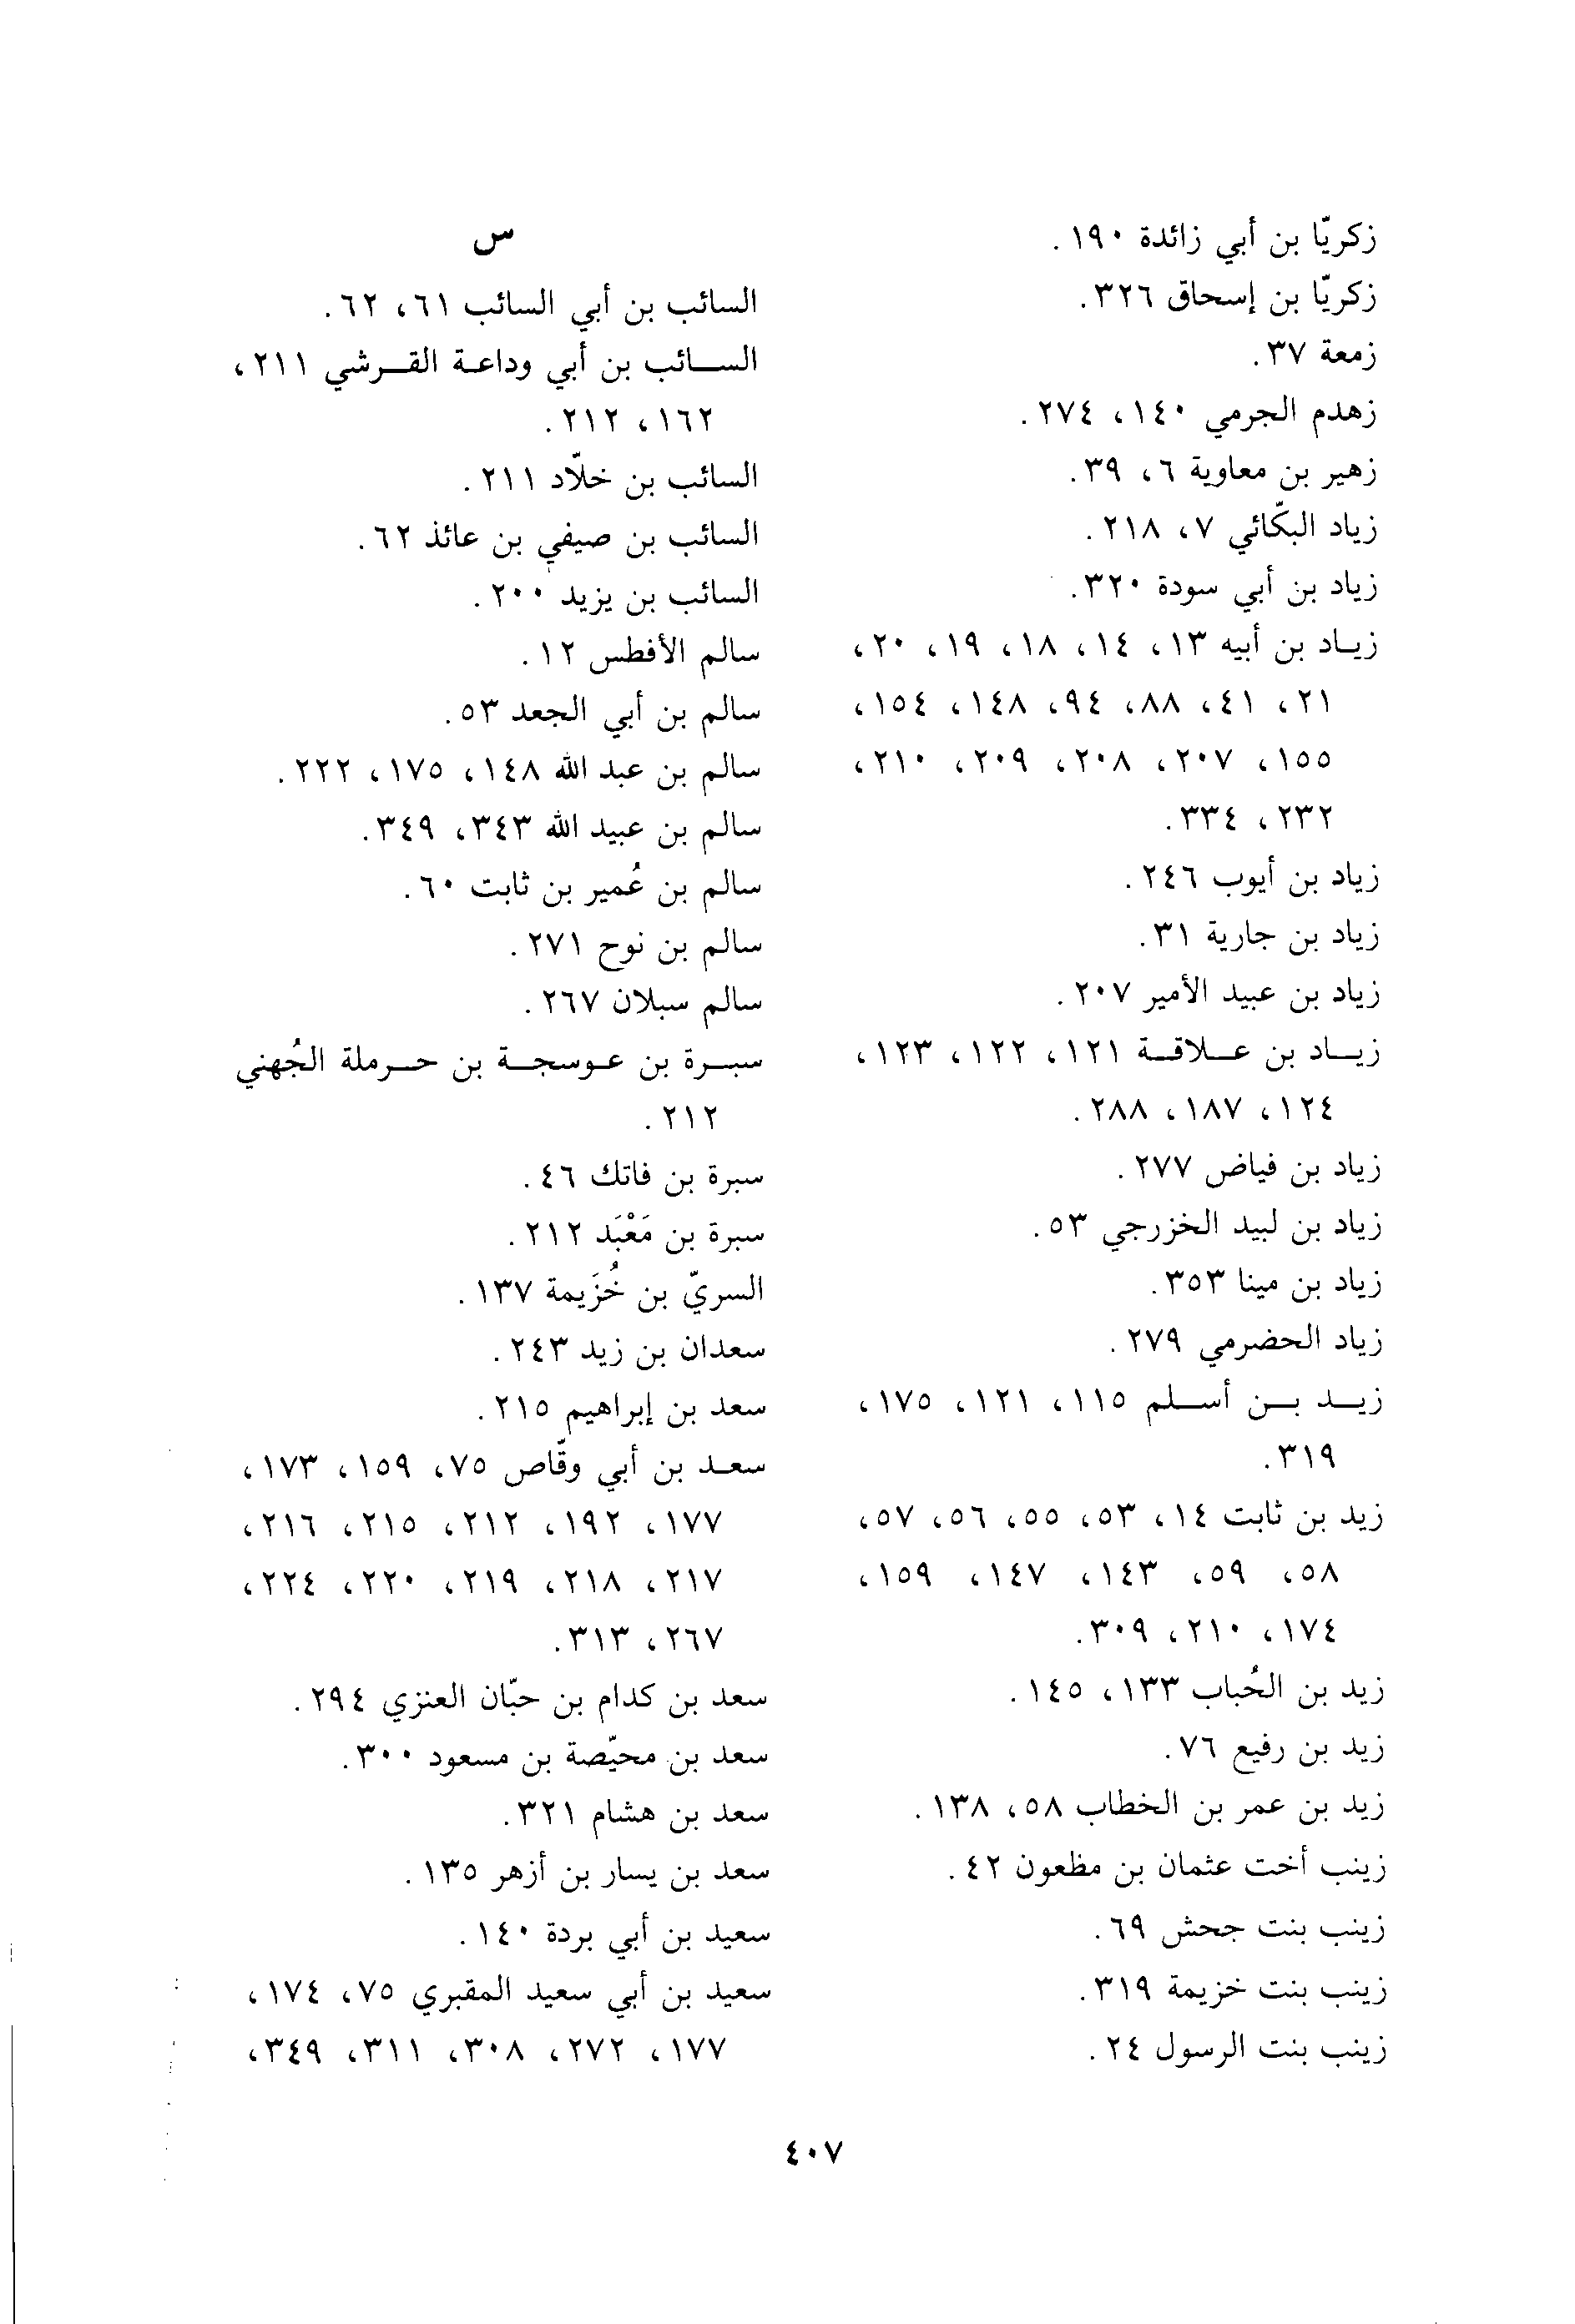 زكريّا بن أبي زائدة ١٩٠.
زكريّا بن إسحاق ٣٢٦.
زمعة ٣٧.
زهدم الجرمي ١٤٠، ٢٧٤.
زهير بن معاوية ٦، ٣٩.
زياد البكّائي ٧، ٢١٨.
زياد بن أبي سودة ٣٢٠.
زيـاد بن أبيه ١٣، ١٤، ١٨، ١٩، ٢٠،
٢١، ٤١، ٨٨، ٩٤، ١٤٨، ١٥٤،
١٥٥، ٢٠٧، ٢٠٨، ٢٠٩، ٢١٠،
٢٣٢، ٣٣٤.
زياد بن أيوب ٢٤٦.
زياد بن جارية ٣١.
زياد بن عبيد الأمير ٢٠٧.
زيـــاد بن عـــلاقـــة ١٢١، ١٢٢، ١٢٣،
١٢٤، ١٨٧، ٢٨٨.
زياد بن فياض ٢٧٧.
زياد بن لبيد الخزرجي ٥٣.
زياد بن مينا ٣٥٣.
زياد الحضرمي ٢٧٩.
زيـــد بـــن أســـلم ١١٥، ١٢١، ١٧٥،
٣١٩.
زيد بن ثابت ١٤، ٥٣، ٥٥، ٥٦، ٥٧،
٥٨، ٥٩، ١٤٣، ١٤٧، ١٥٩،
١٧٤، ٢١٠، ٣٠٩.
زيد بن الحُباب ١٣٣، ١٤٥.
زيد بن رفيع ٧٦.
زيد بن عمر بن الخطاب ٥٨، ١٣٨.
زينب أخت عثمان بن مظعون ٤٢.
زينب بنت جحش ٦٩.
زينب بنت خزيمة ٣١٩.
زينب بنت الرسول ٢٤.
س
السائب بن أبي السائب ٦١، ٦٢.
الســـائب بن أبي وداعـة القـــرشي ٢١١،
١٦٢، ٢١٢.
السائب بن خلّاد ٢١١.
السائب بن صيفي بن عائذ ٦٢.
السائب بن يزيد ٢٠٠.
سالم الأفطس ١٢.
سالم بن أبي الجعد ٥٣.
سالم بن عبد الله ١٤٨، ١٧٥، ٢٢٢.
سالم بن عبيد الله ٣٤٣، ٣٤٩.
سالم بن عُمير بن ثابت ٦٠.
سالم بن نوح ٢٧١.
سالم سبلان ٢٦٧.
سبـــرة بن عـوسجـــة بن حـــرملة الجُهني
٢١٢.
سبرة بن فاتك ٤٦.
سبرة بن مَعْبَد ٢١٢.
السريّ بن خُزَيمة ١٣٧.
سعدان بن زيد ٢٤٣.
سعد بن إبراهيم ٢١٥.
سعـد بن أبي وقّاص ٧٥، ١٥٩، ١٧٣،
١٧٧، ١٩٢، ٢١٢، ٢١٥، ٢١٦،
٢١٧، ٢١٨، ٢١٩، ٢٢٠، ٢٢٤،
٢٦٧، ٣١٣.
سعد بن كدام بن حبّان العنزي ٢٩٤.
سعد بن محيّصة بن مسعود ٣٠٠.
سعد بن هشام ٣٢١.
سعد بن يسار بن أزهر ١٣٥.
سعيد بن أبي بردة ١٤٠.
سعيد بن أبي سعيد المقبري ٧٥، ١٧٤،
١٧٧، ٢٧٢، ٣٠٨، ٣١١، ٣٤٩،
٤٠٧